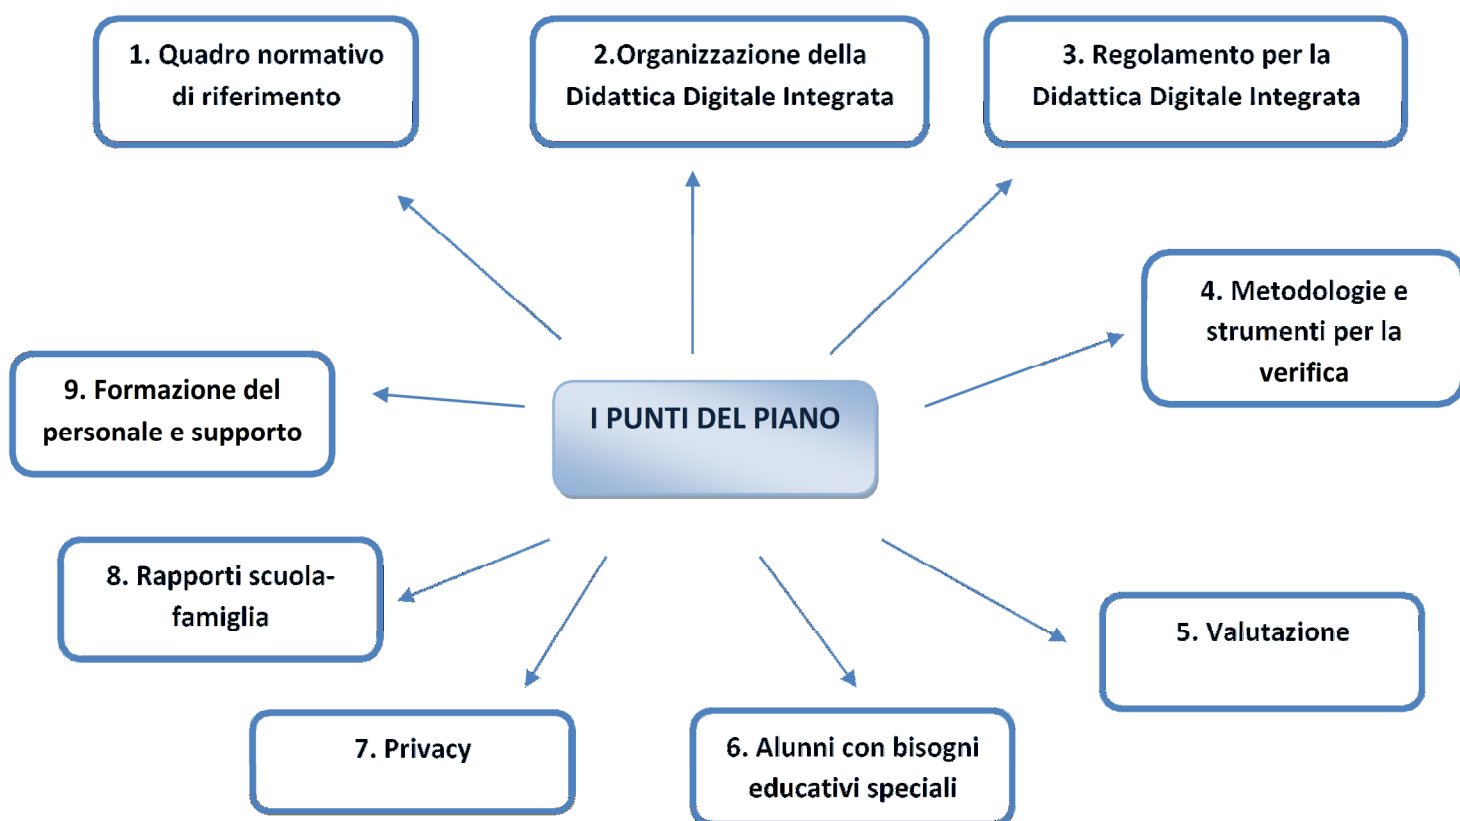 1. Quadro normativo
di riferimento
2.Organizzazione della
Didattica Digitale Integrata
3. Regolamento per la
Didattica Digitale Integrata
4. Metodologie e
strumenti per la
verifica
9. Formazione del
personale e supporto
I PUNTI DEL PIANO
8. Rapporti scuola-
famiglia
5. Valutazione
7. Privacy
6. Alunni con bisogni
educativi speciali